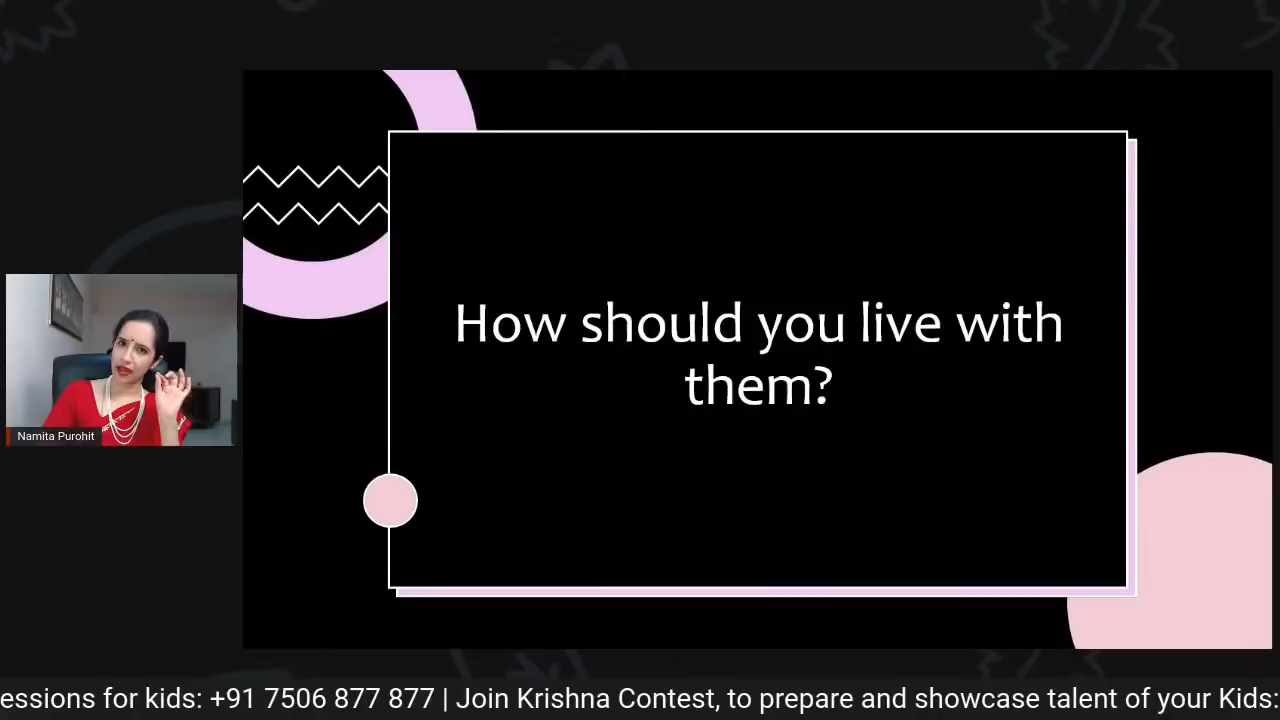 How should you live with
them?
Namita Purohit
essions for kids: +91 7506 877 877 | Join Krishna Contest, to prepare and showcase talent of your Kids: